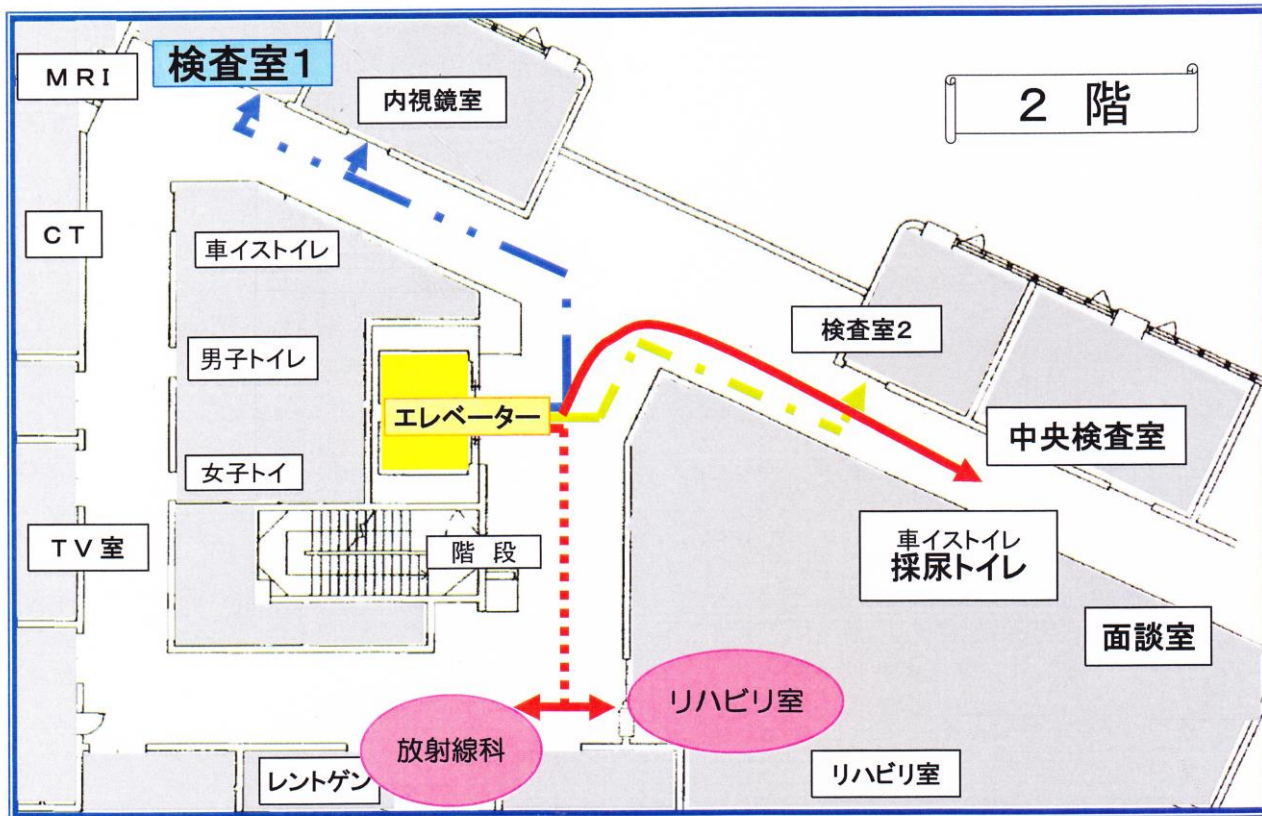 MRI
検査室1
内視鏡室
2 階
CT
車イストイレ
検査室2
男子トイレ
エレベーター
中央検査室
女子トイ
TV室
階 段
車イストイレ
採尿トイレ
面談室
リハビリ室
放射線科
レントゲン
リハビリ室